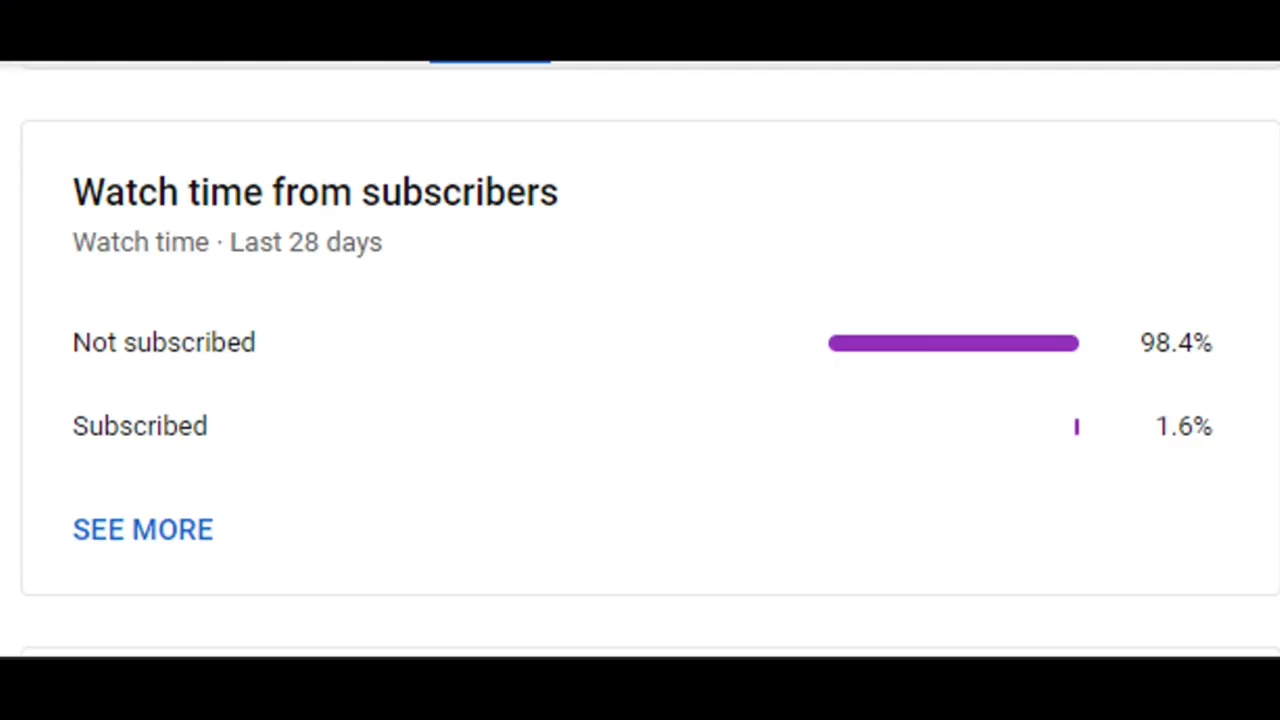 Watch time from subscribers
Watch time · Last 28 days
Not subscribed 98.4%
Subscribed 1.6%
SEE MORE